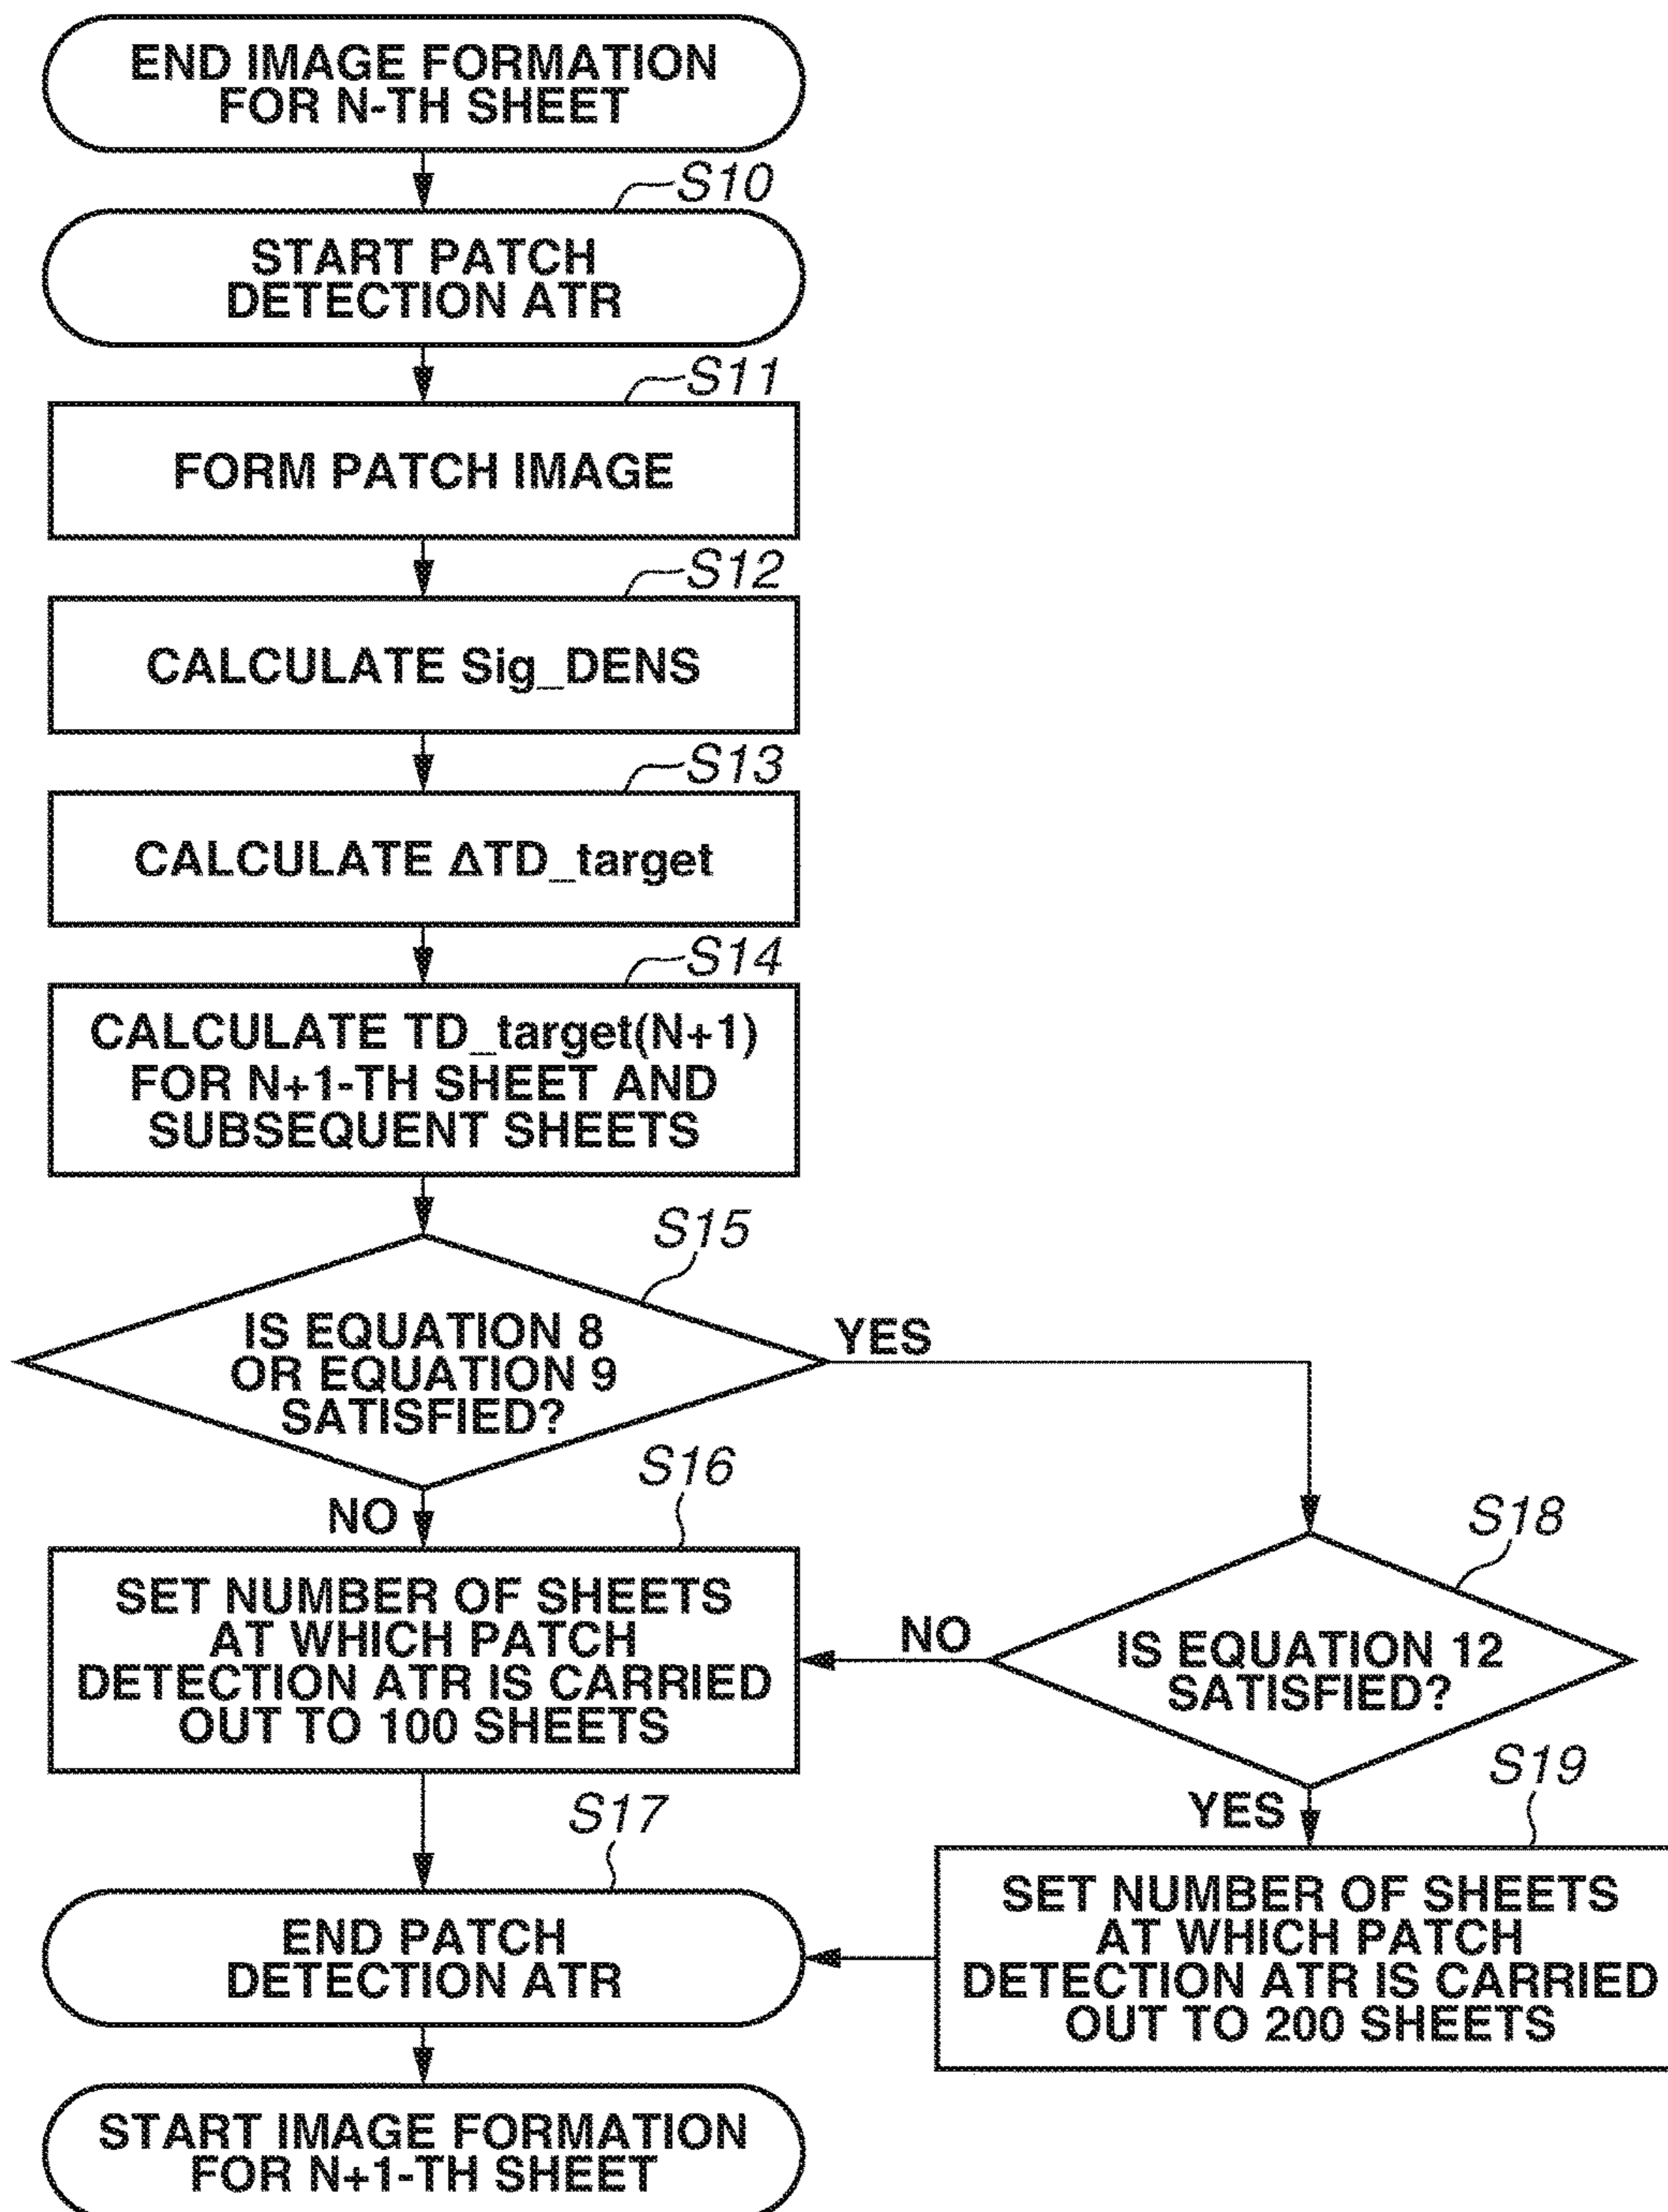 END IMAGE FORMATION
FOR N-TH SHEET
S10
START PATCH
DETECTION ATR
S11
FORM PATCH IMAGE
S12
CALCULATE Sig_DENS
S13
CALCULATE ΔTD_target
S14
CALCULATE TD_target(N+1)
FOR N+1-TH SHEET AND
SUBSEQUENT SHEETS
S15
IS EQUATION 8
OR EQUATION 9
SATISFIED?
YES
NO
S16
SET NUMBER OF SHEETS
AT WHICH PATCH
DETECTION ATR IS CARRIED
OUT TO 100 SHEETS
S18
IS EQUATION 12
SATISFIED?
NO
YES
S19
SET NUMBER OF SHEETS
AT WHICH PATCH
DETECTION ATR IS CARRIED
OUT TO 200 SHEETS
S17
END PATCH
DETECTION ATR
START IMAGE FORMATION
FOR N+1-TH SHEET